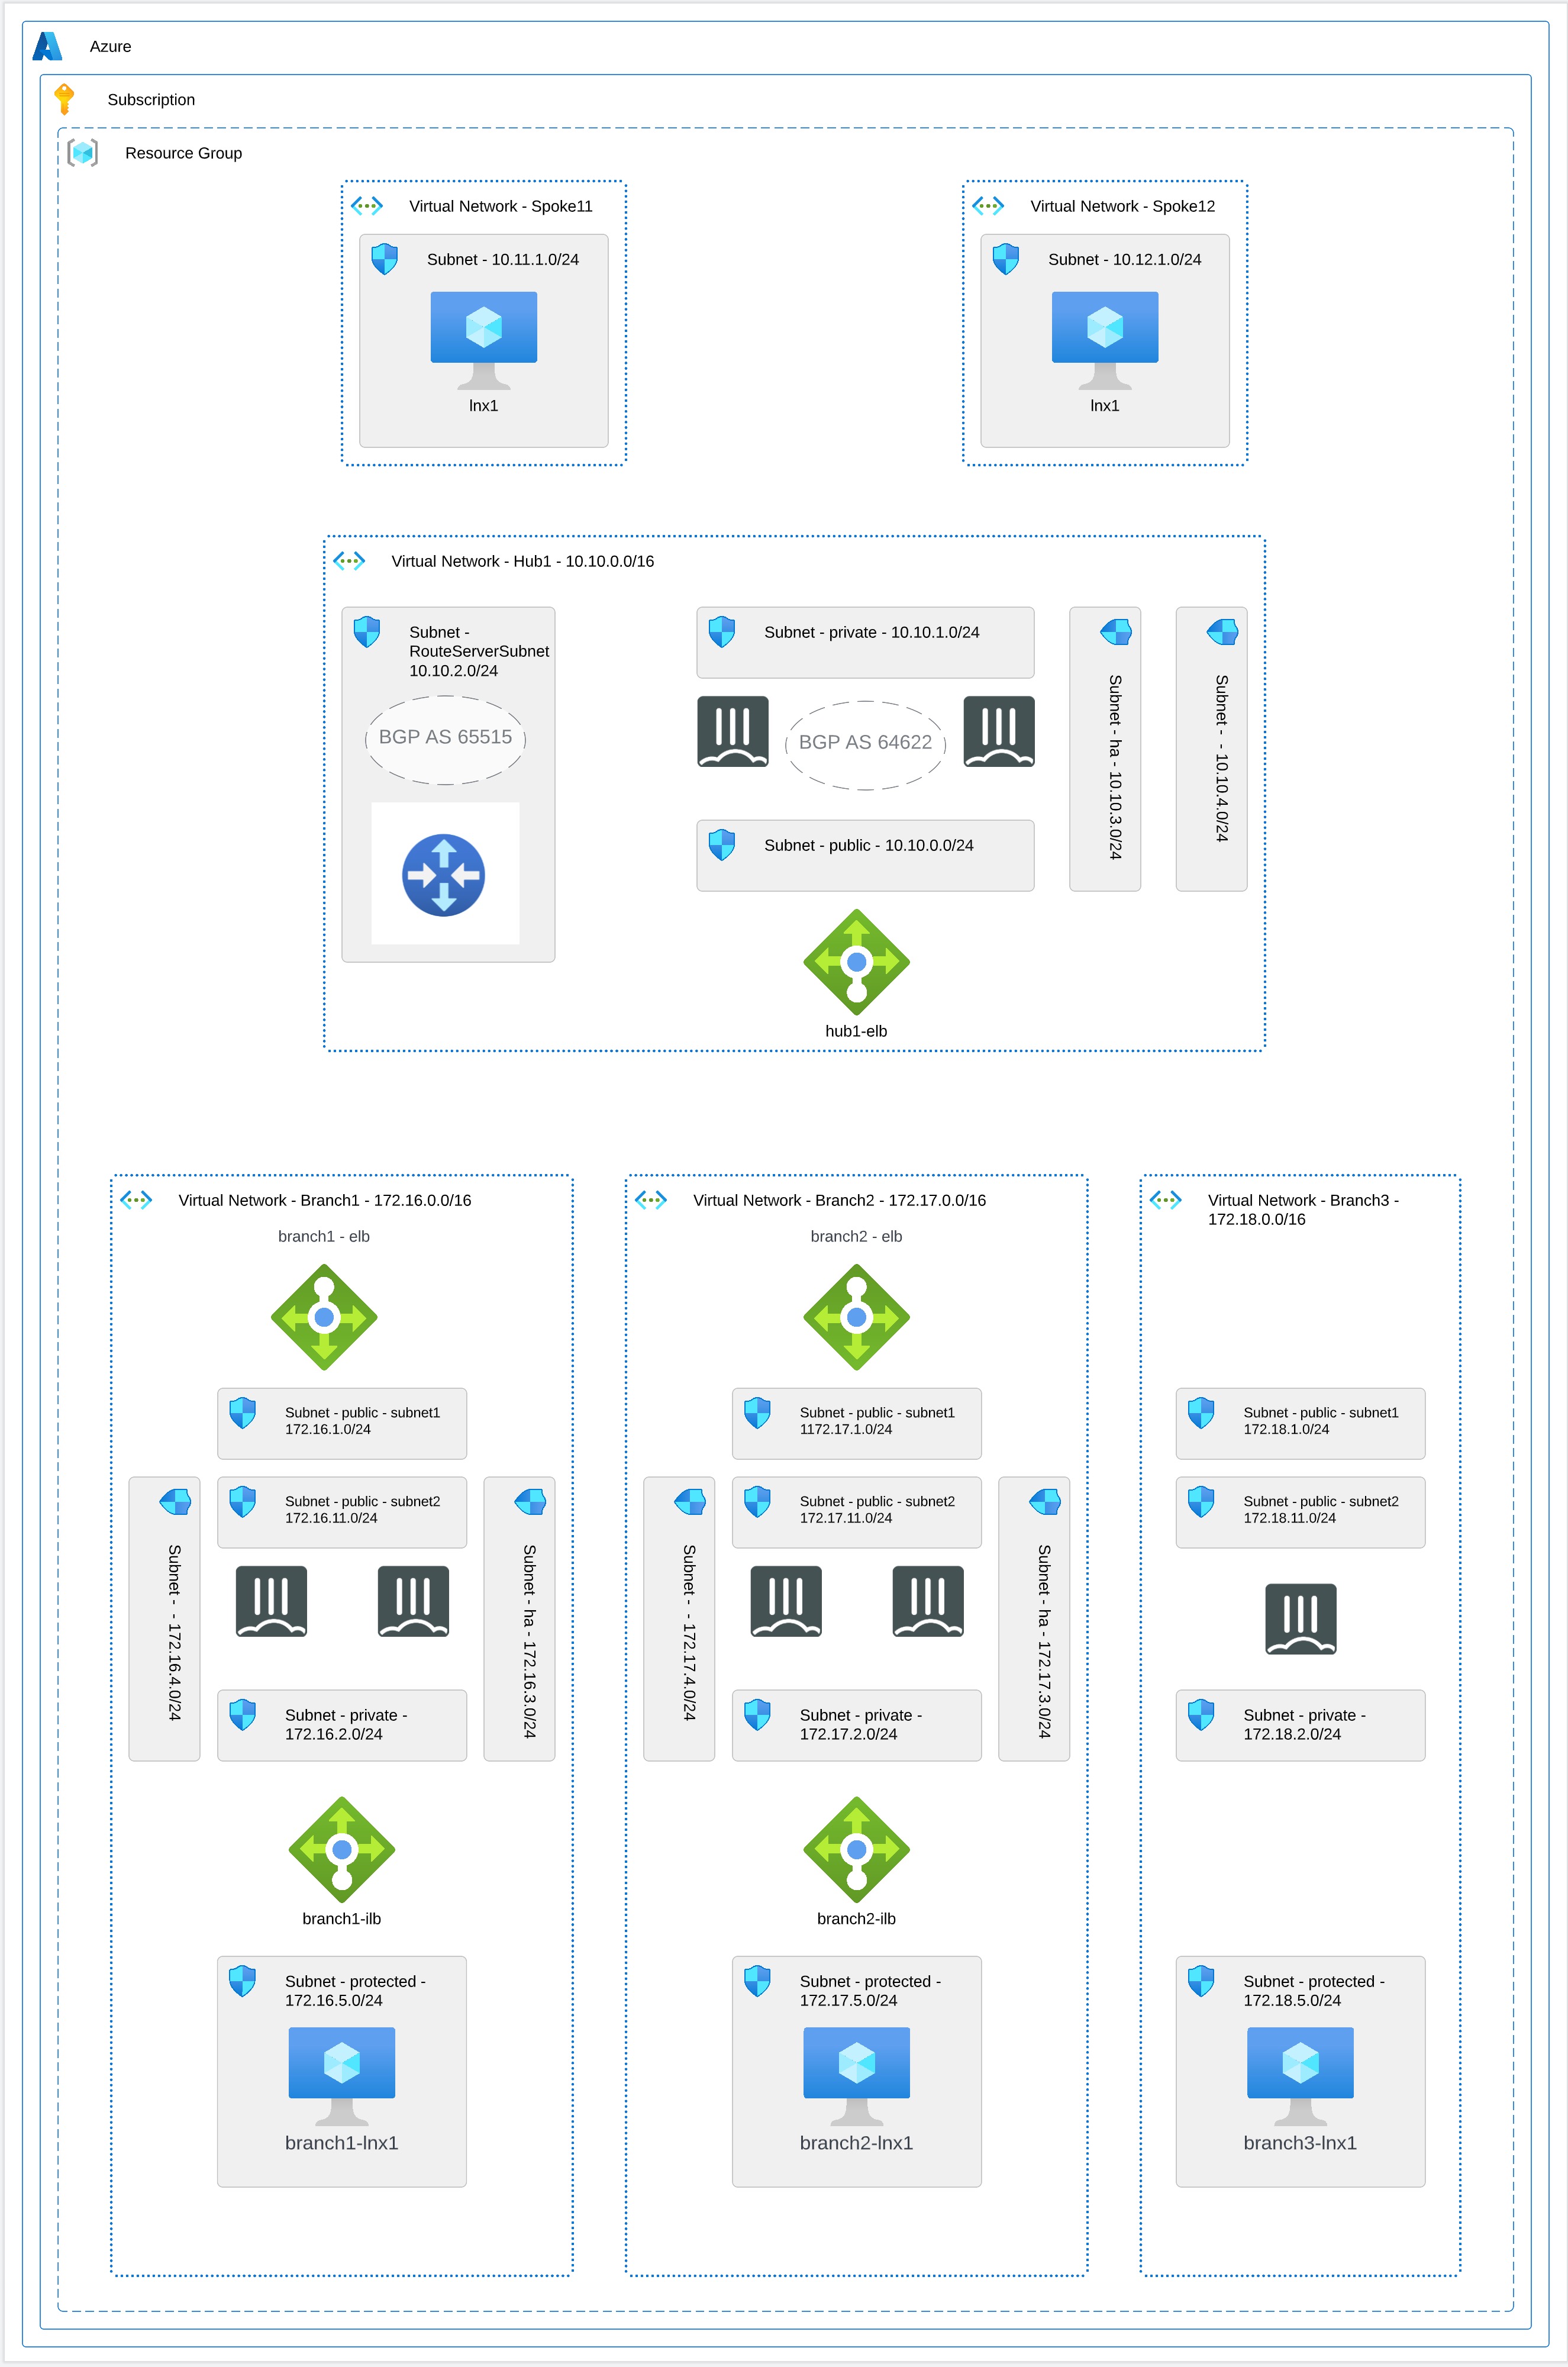 Azure
Subscription
Resource Group
Virtual Network - Spoke11
Subnet - 10.11.1.0/24
lnx1
Virtual Network - Spoke12
Subnet - 10.12.1.0/24
lnx1
Virtual Network - Hub1 - 10.10.0.0/16
Subnet -
RouteServerSubnet
10.10.2.0/24
BGP AS 65515
Subnet - private - 10.10.1.0/24
BGP AS 64622
Subnet - public - 10.10.0.0/24
Subnet - ha - 10.10.3.0/24
Subnet -  - 10.10.4.0/24
hub1-elb
Virtual Network - Branch1 - 172.16.0.0/16
branch1 - elb
Subnet - public - subnet1
172.16.1.0/24
Subnet - public - subnet2
172.16.11.0/24
Subnet -  - 172.16.4.0/24
Subnet - ha - 172.16.3.0/24
Subnet - private -
172.16.2.0/24
branch1-ilb
Subnet - protected -
172.16.5.0/24
branch1-lnx1
Virtual Network - Branch2 - 172.17.0.0/16
branch2 - elb
Subnet - public - subnet1
1172.17.1.0/24
Subnet - public - subnet2
172.17.11.0/24
Subnet -  - 172.17.4.0/24
Subnet - ha - 172.17.3.0/24
Subnet - private -
172.17.2.0/24
branch2-ilb
Subnet - protected -
172.17.5.0/24
branch2-lnx1
Virtual Network - Branch3 -
172.18.0.0/16
Subnet - public - subnet1
172.18.1.0/24
Subnet - public - subnet2
172.18.11.0/24
Subnet - private -
172.18.2.0/24
Subnet - protected -
172.18.5.0/24
branch3-lnx1